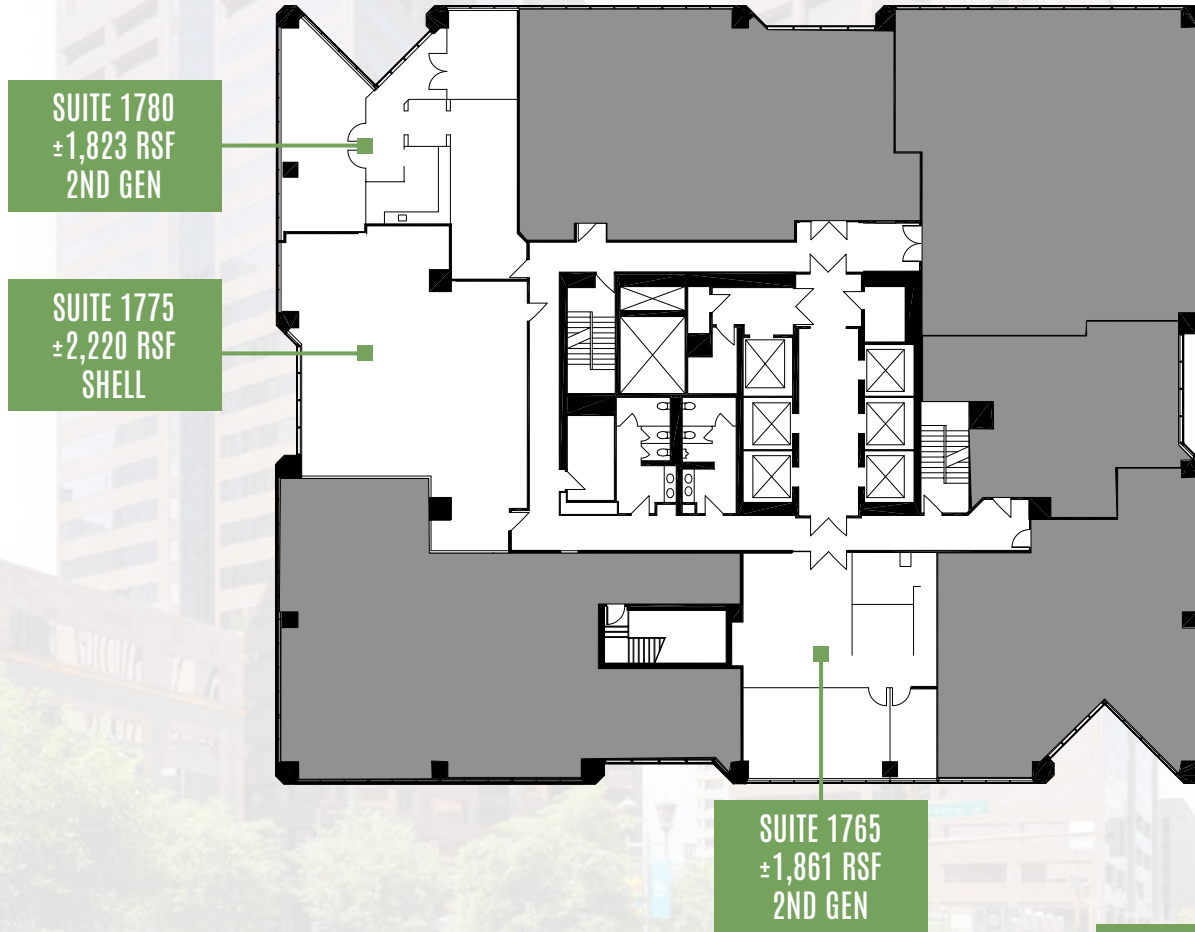 SUITE 1780
±1,823 RSF
2ND GEN
SUITE 1775
±2,220 RSF
SHELL
SUITE 1765
±1,861 RSF
2ND GEN